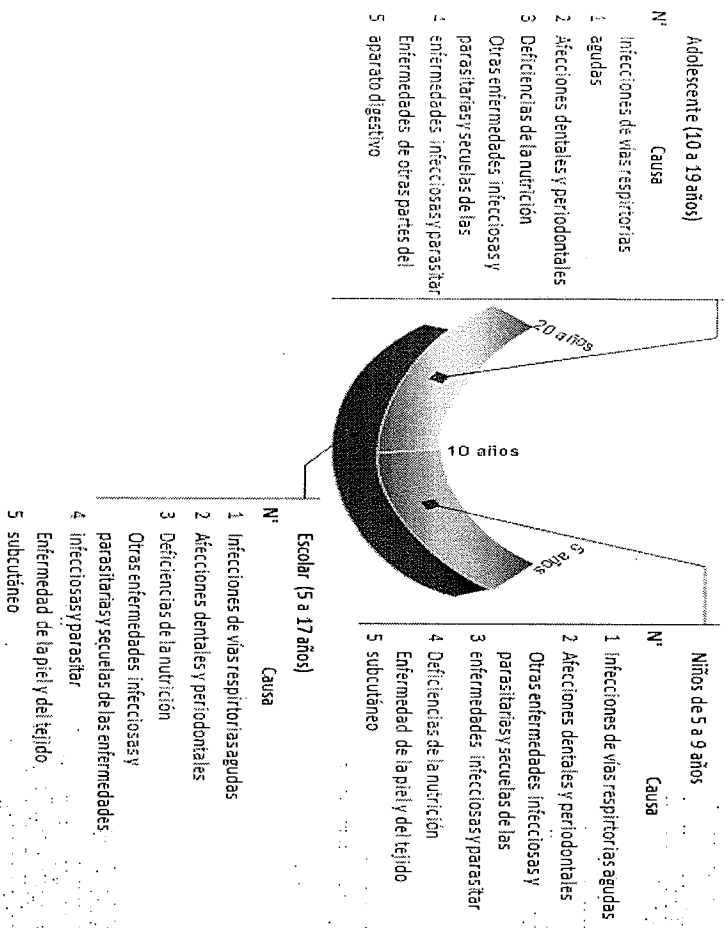 Adolescente (10 a 19 años)
N° Causa
Infecciones de vías respirtorias
1 agudas
2 Afecciones dentales y periodontales
3 Deficiencias de la nutrición
Otras enfermedades infecciosas y
parasitarias y secuelas de las
4 enfermedades infecciosas y parasitar
Enfermedades de otras partes del
5 aparato digestivo
20 años
10 años
5 años
Niños de 5 a 9 años
N° Causa
1 Infecciones de vías respirtorias agudas
2 Afecciones dentales y periodontales
Otras enfermedades infecciosas y
parasitarias y secuelas de las
3 enfermedades infecciosas y parasitar
4 Deficiencias de la nutrición
Enfermedad de la piel y del tejido
5 subcutáneo
Escolar (5 a 17 años)
N° Causa
1 Infecciones de vías respirtorias agudas
2 Afecciones dentales y periodontales
3 Deficiencias de la nutrición
Otras enfermedades infecciosas y
parasitarias y secuelas de las enfermedades
4 infecciosas y parasitar
Enfermedad de la piel y del tejido
5 subcutáneo